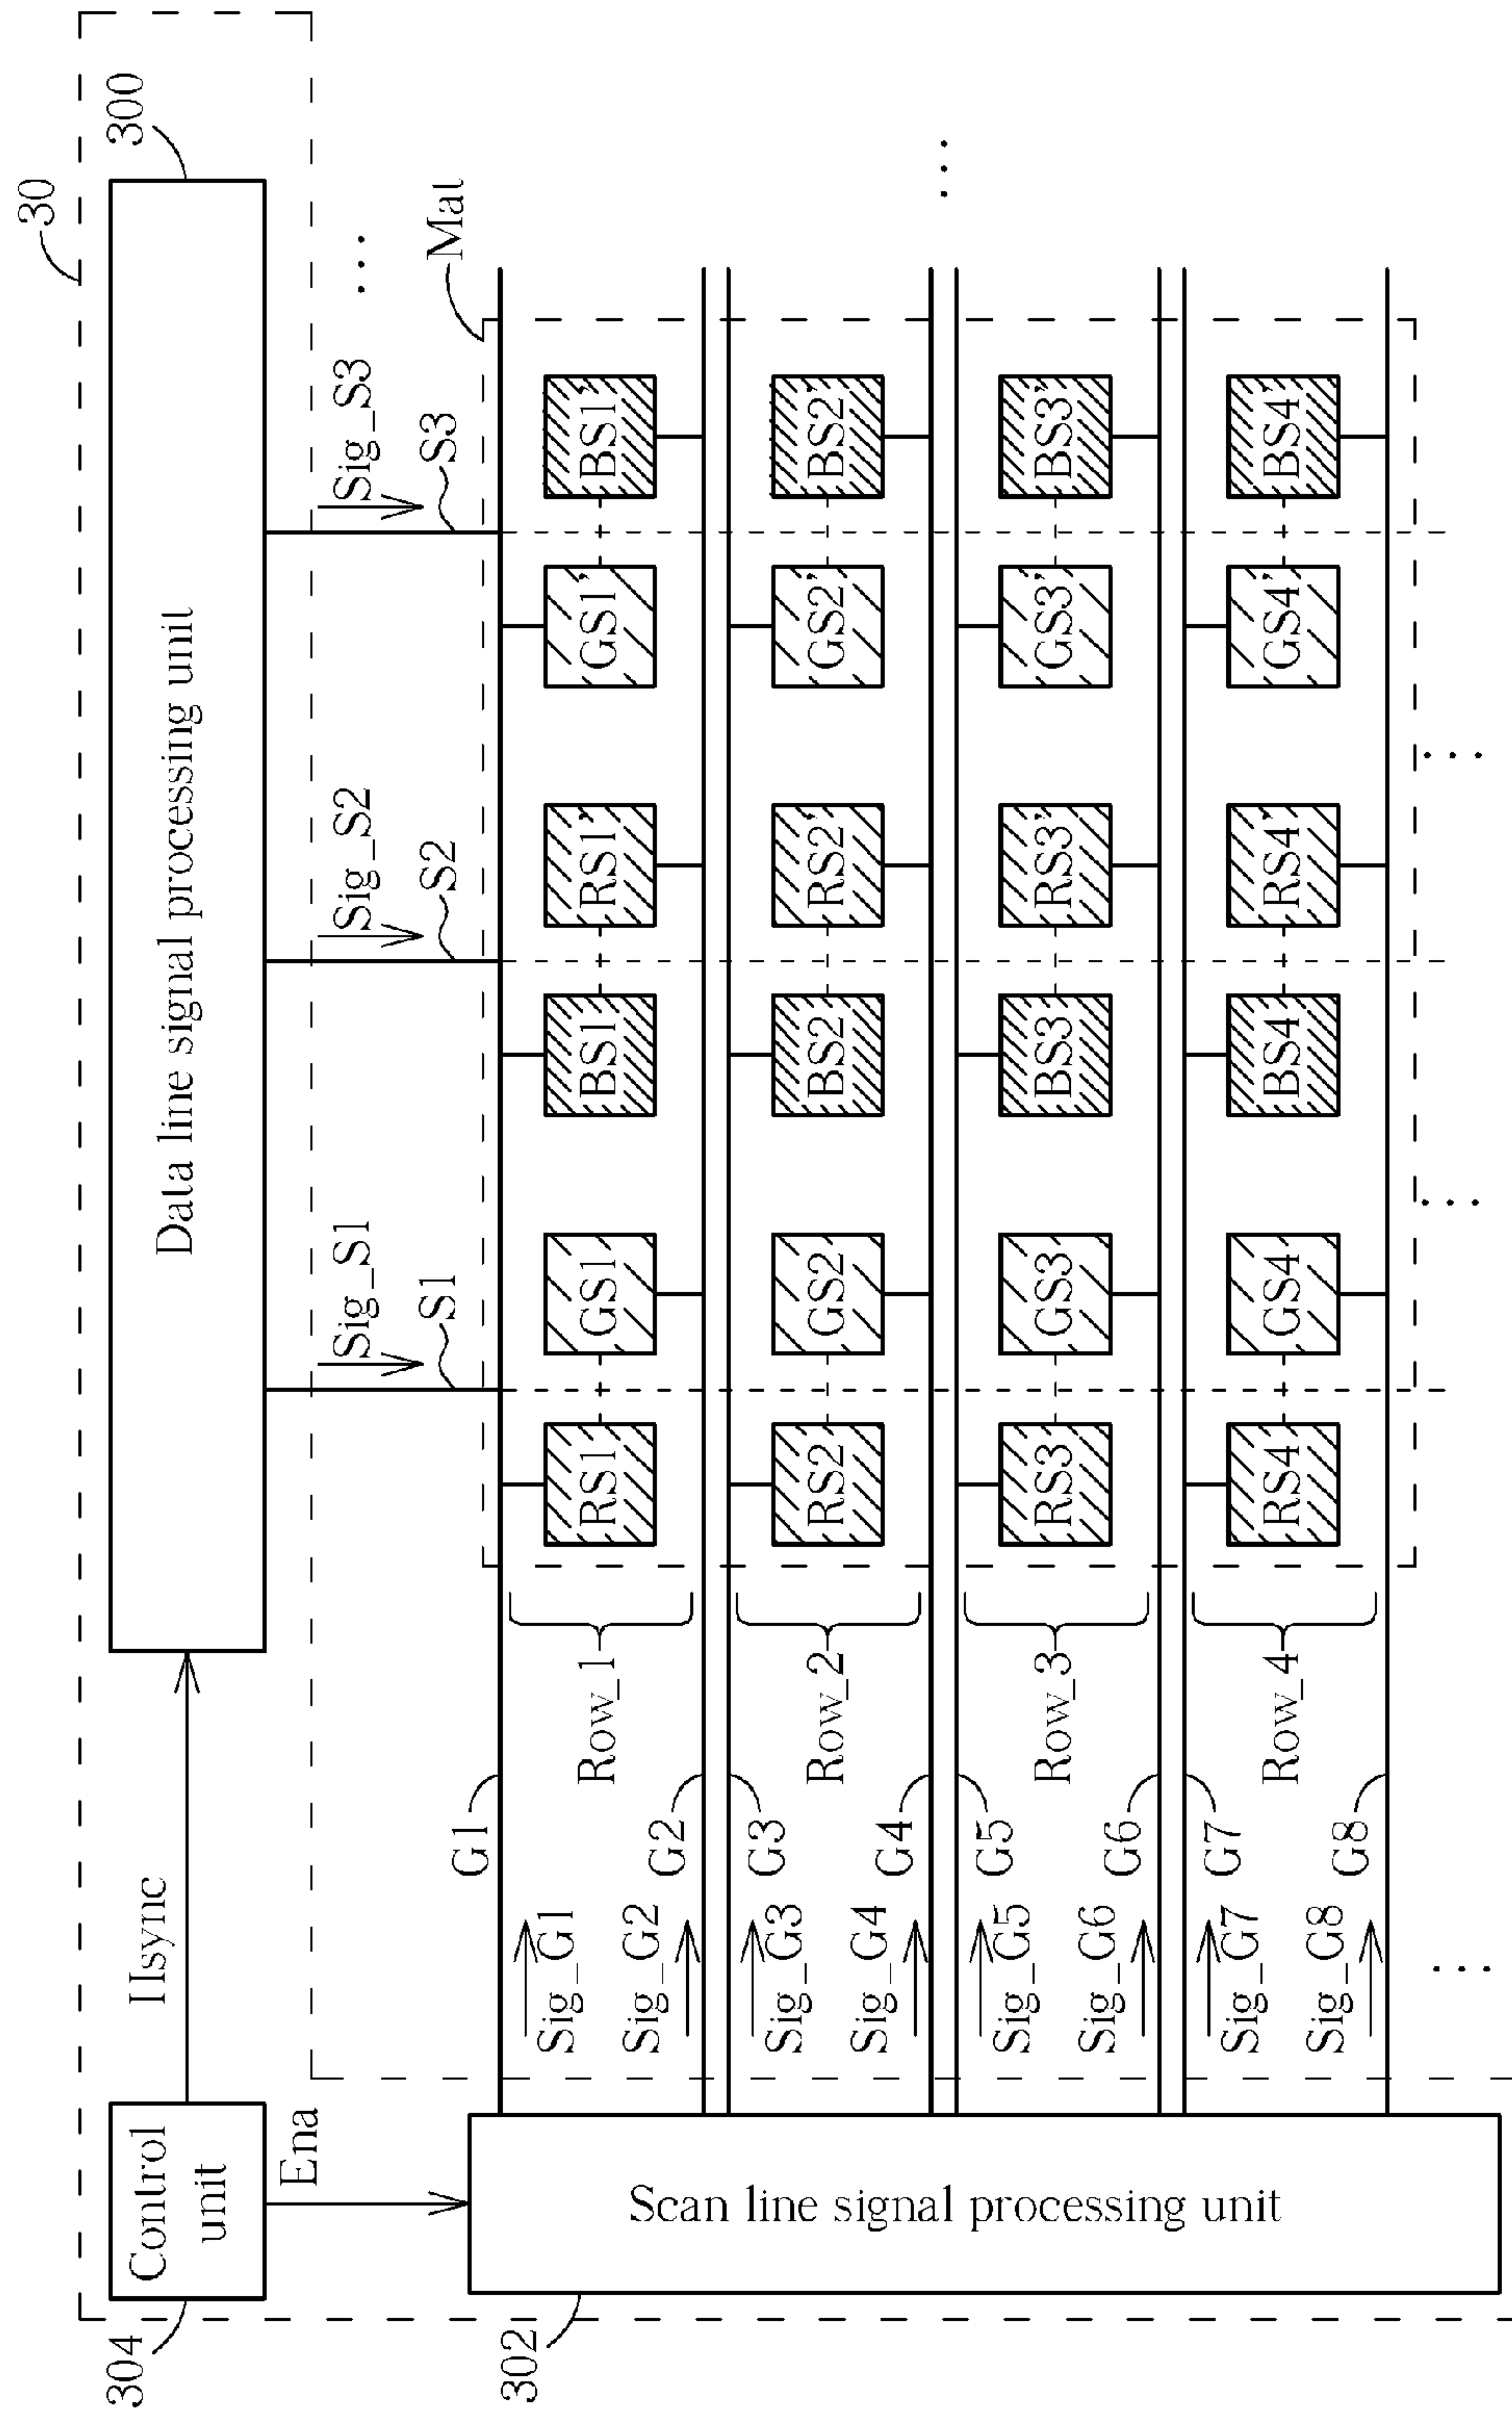 30
300
304
302
Control
unit
Hsync
Data line signal processing unit
Ena
Sig_S1
Sig_S2
Sig_S3
S1
S2
S3
Mat
Scan line signal processing unit
G1
Sig_G1
Row_1
RS1
GS1
BS1
RS1'
GS1'
BS1'
Sig_G2
G2
G3
Sig_G3
Row_2
RS2
GS2
BS2
RS2'
GS2'
BS2'
Sig_G4
G4
G5
Sig_G5
Row_3
RS3
GS3
BS3
RS3'
GS3'
BS3'
Sig_G6
G6
G7
Sig_G7
Row_4
RS4
GS4
BS4
RS4'
GS4'
BS4'
Sig_G8
G8